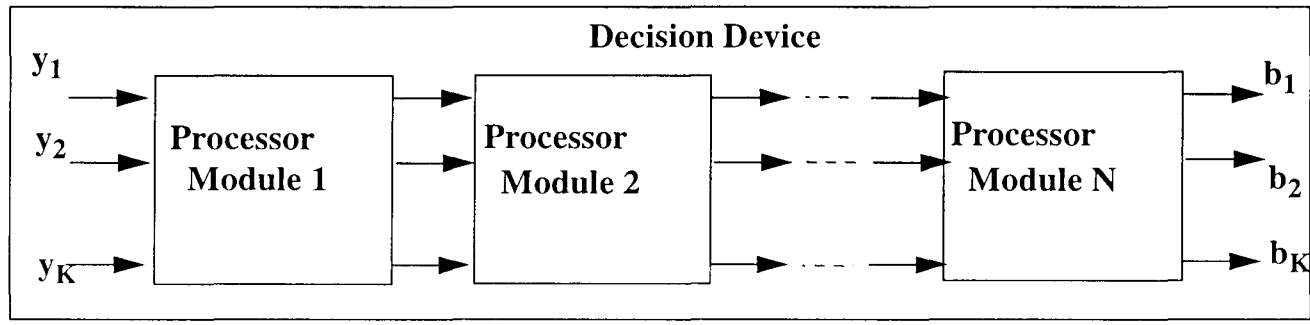 Decision Device
y1
y2
yK
Processor
Module 1
Processor
Module 2
Processor
Module N
b1
b2
bK